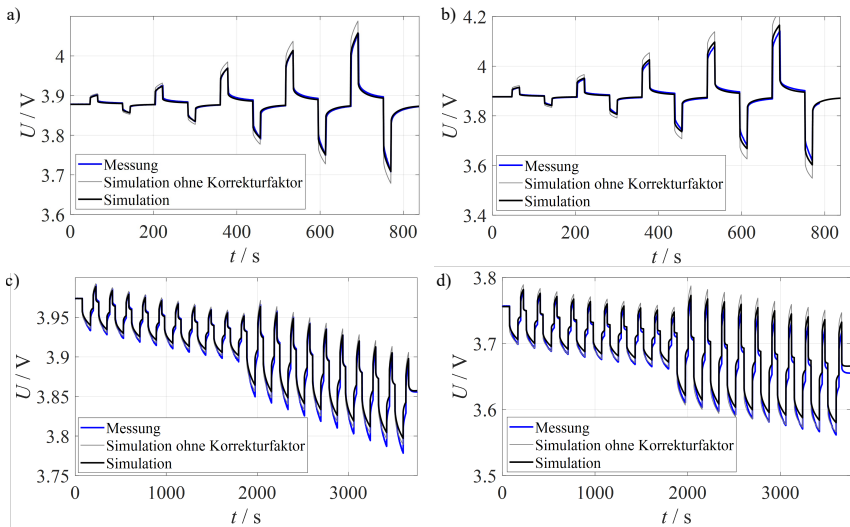 a)
4
3.9
3.8
3.7
3.6
U / V
0
200
400
600
800
t / s
Messung
Simulation ohne Korrekturfaktor
Simulation
b)
4.2
4
3.8
3.6
3.4
U / V
0
200
400
600
800
t / s
Messung
Simulation ohne Korrekturfaktor
Simulation
c)
3.95
3.9
3.85
3.8
3.75
U / V
0
1000
2000
3000
t / s
Messung
Simulation ohne Korrekturfaktor
Simulation
d)
3.8
3.7
3.6
3.5
U / V
0
1000
2000
3000
t / s
Messung
Simulation ohne Korrekturfaktor
Simulation